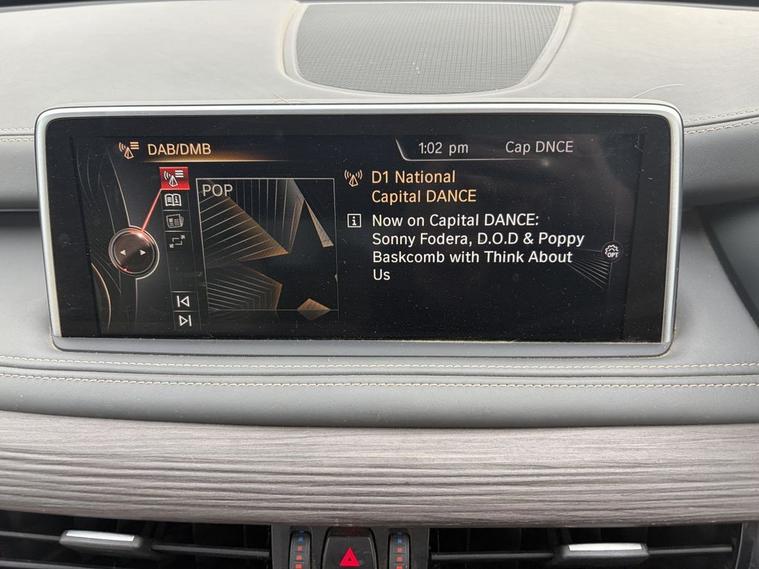 DAB/DMB
1:02 pm
Cap DNCE
POP
D1 National
Capital DANCE
Now on Capital DANCE:
Sonny Fodera, D.O.D & Poppy
Baskcomb with Think About
Us
OPT